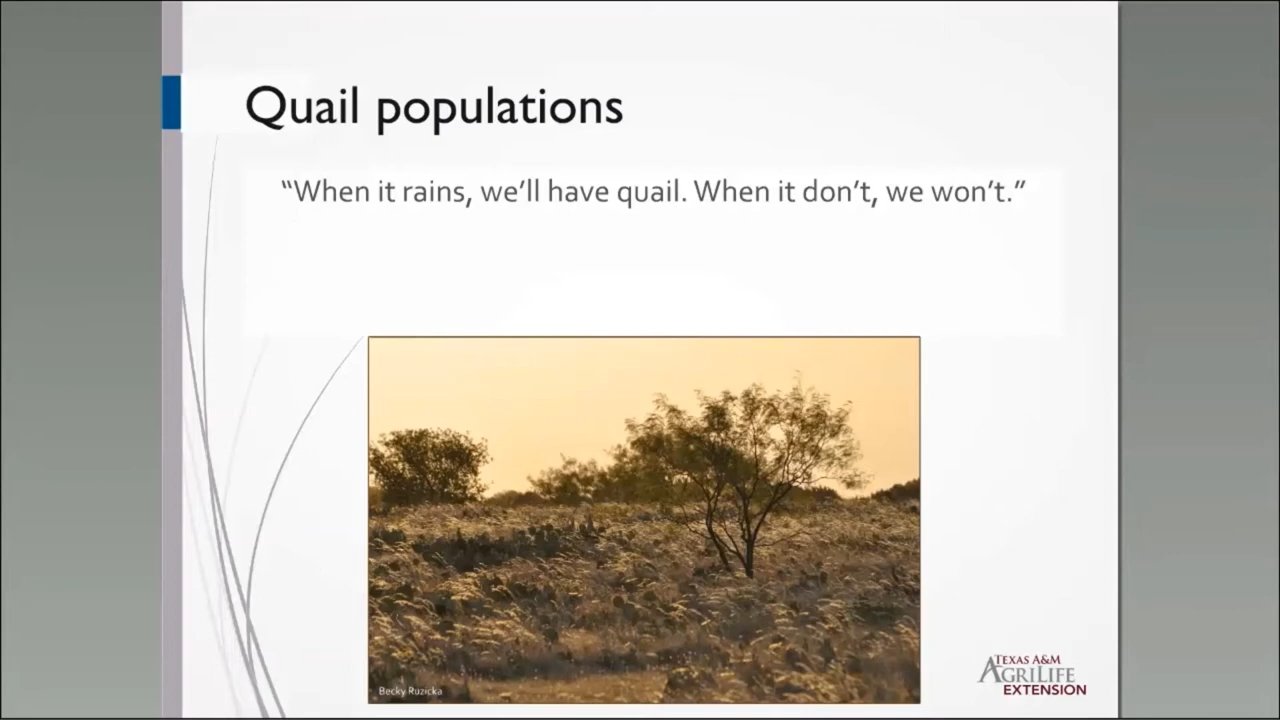 Quail populations
“When it rains, we’ll have quail. When it don’t, we won’t.”
Becky Ruzicka
TEXAS A&M
AGRILIFE
EXTENSION